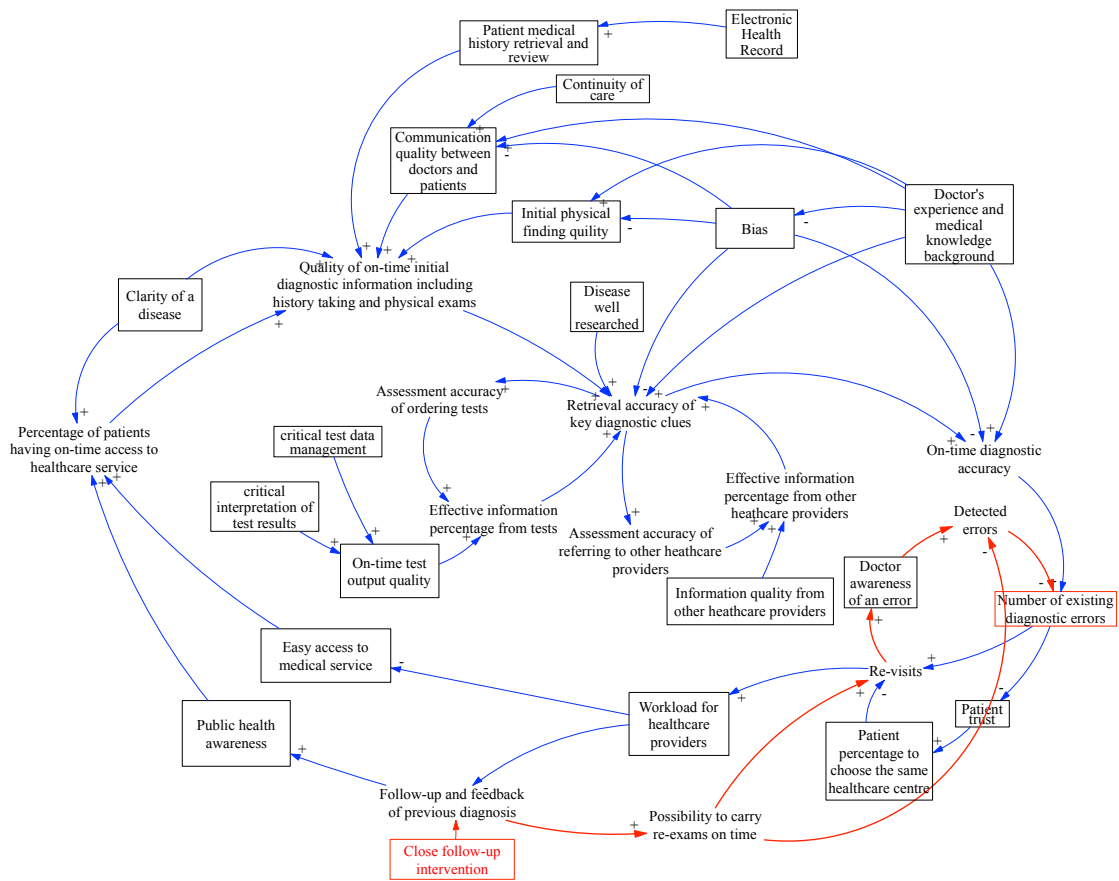 Patient medical
history retrieval and
review
Electronic
Health
Record
Continuity of
care
Communication
quality between
doctors and
patients
Doctor's
experience and
medical
knowledge
background
Initial physical
finding quility
Bias
Quality of on-time initial
diagnostic information including
history taking and physical exams
Clarity of a
disease
Disease
well
researched
Assessment accuracy
of ordering tests
Retrieval accuracy of
key diagnostic clues
Percentage of patients
having on-time access to
healthcare service
critical test data
management
On-time diagnostic
accuracy
critical
interpretation of
test results
Effective information
percentage from tests
Effective information
percentage from other
heathcare providers
Assessment accuracy of
referring to other heathcare
providers
Detected
errors
On-time test
output quality
Doctor
awareness
of an error
Information quality from
other heathcare providers
Number of existing
diagnostic errors
Easy access to
medical service
Re-visits
Public health
awareness
Workload for
healthcare
providers
Patient
trust
Patient
percentage to
choose the same
healthcare centre
Follow-up and feedback
of previous diagnosis
Possibility to carry
re-exams on time
Close follow-up
intervention